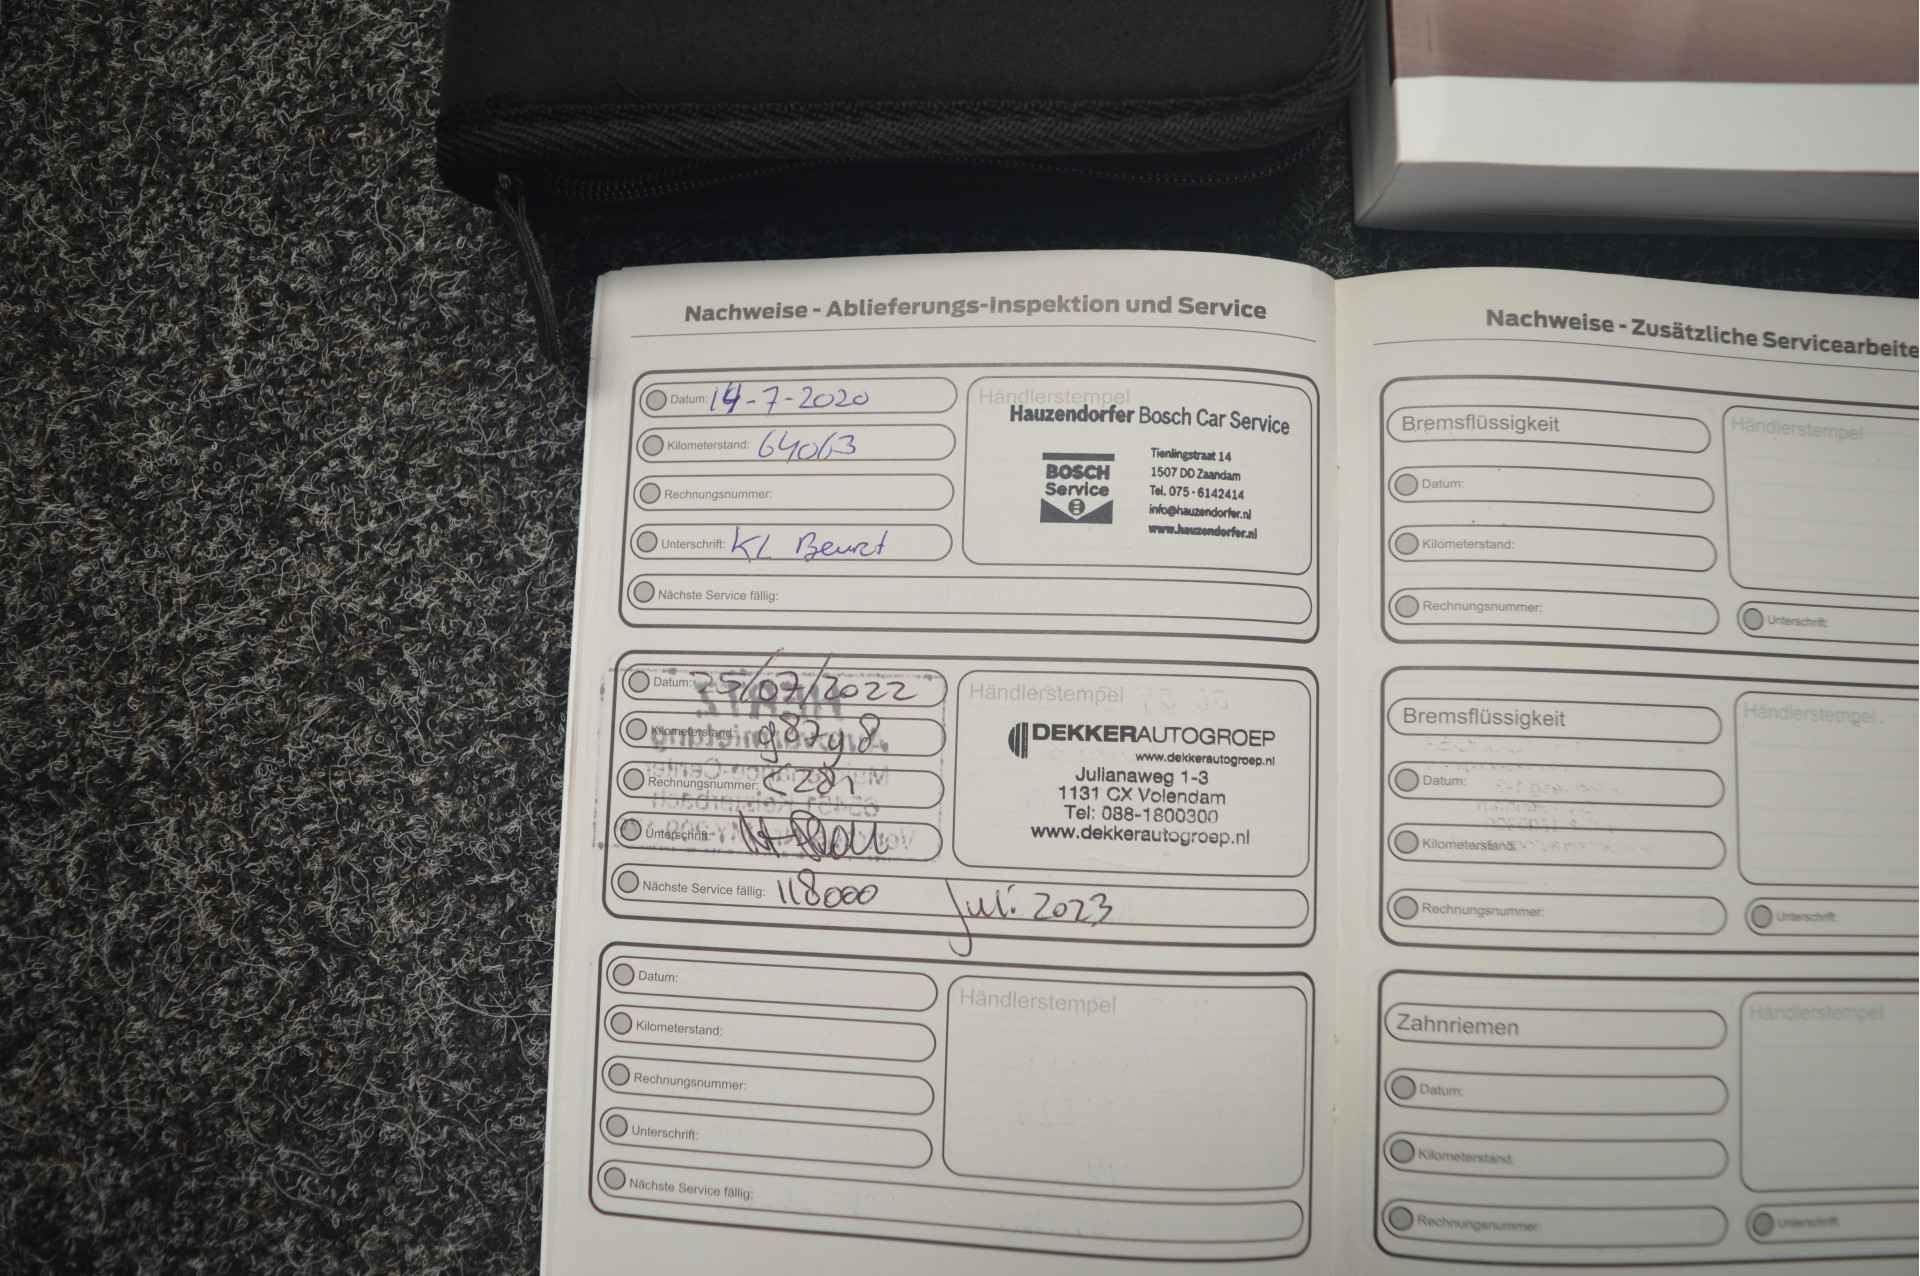 Nachweise - Ablieferungs-Inspektion und Service
Datum: 14-7-2020
Kilometerstand: 64063
Rechnungsnummer:
Unterschrift: KL Beurt
Nächste Service fällig:
Händlerstempel
Hauzendorfer Bosch Car Service
BOSCH
Service
Tienlingstraat 14
1507 DD Zaandam
Tel. 075 - 6142414
info@hauzendorfer.nl
www.hauzendorfer.nl
Datum: 25/07/2022
Kilometerstand: 98798
Rechnungsnummer:
Unterschrift:
Nächste Service fällig: 118000 Juli 2023
Händlerstempel
DEKKERAUTOGROEP
www.dekkerautogroep.nl
Julianaweg 1-3
1131 CX Volendam
Tel: 088-1800300
www.dekkerautogroep.nl
Datum:
Kilometerstand:
Rechnungsnummer:
Unterschrift:
Nächste Service fällig:
Händlerstempel
Nachweise - Zusätzliche Servicearbeite
Bremsflüssigkeit
Datum:
Kilometerstand:
Rechnungsnummer:
Händlerstempel
Unterschrift:
Bremsflüssigkeit
Datum:
Kilometerstand:
Rechnungsnummer:
Händlerstempel
Unterschrift:
Zahnriemen
Datum:
Kilometerstand:
Rechnungsnummer:
Händlerstempel
Unterschrift: